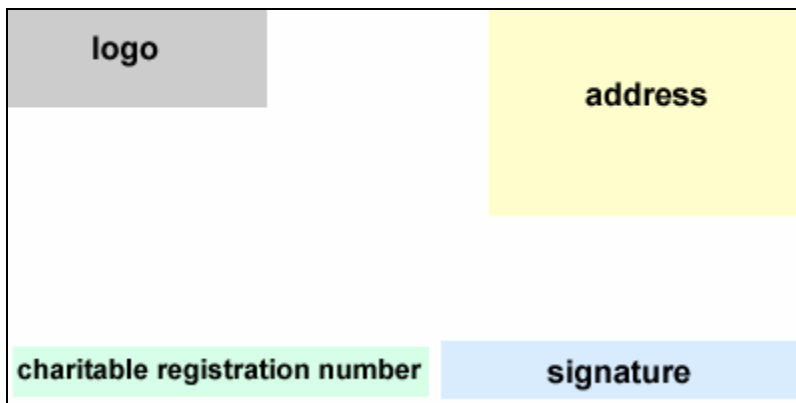 logo
address
charitable registration number
signature